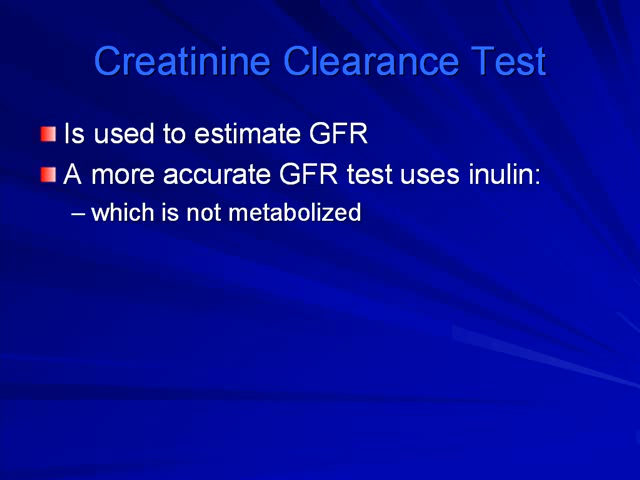 Creatinine Clearance Test
Is used to estimate GFR
A more accurate GFR test uses inulin:
– which is not metabolized